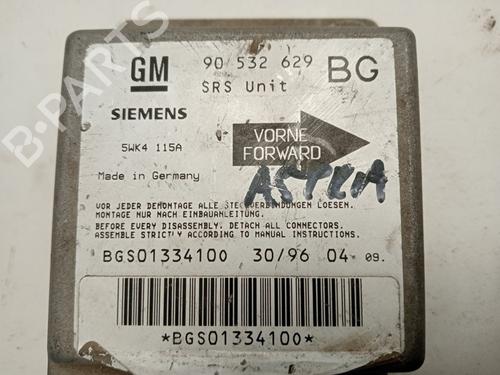 GM 90 532 629 BG
SRS Unit
SIEMENS
5WK4 115A
VORNE
FORWARD
Made in Germany
ASTRA
VOR JEDER DEMONTAGE ALLE STECKVERBINDUNGEN LOESEN.
MONTAGE NUR NACH EINBAUANLEITUNG.
BEFORE EVERY DISASSEMBLY, DETACH ALL CONNECTORS.
ASSEMBLE STRICTLY ACCORDING TO MANUAL INSTRUCTIONS.
BGS01334100 30/96 04 09.
*BGS01334100*
B-PARTS